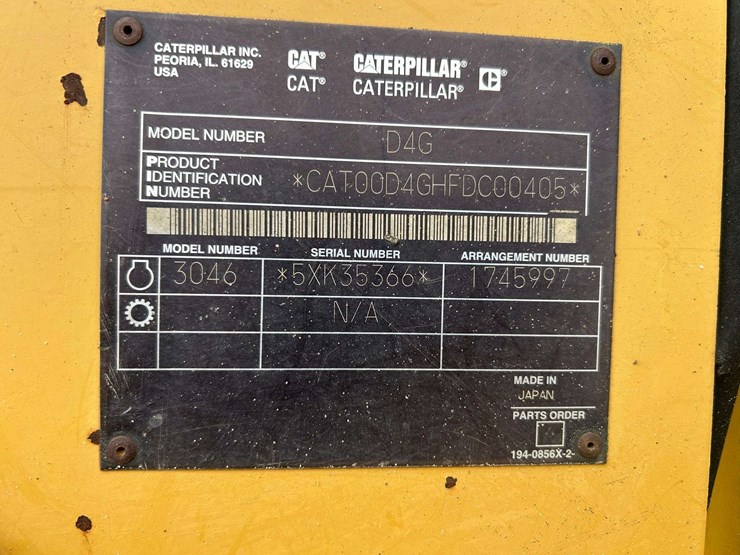 CATERPILLAR INC.
PEORIA, IL. 61629
USA
CAT® CATERPILLAR® C®
CAT® CATERPILLAR®
MODEL NUMBER D4G
PRODUCT
IDENTIFICATION
NUMBER
*CAT00D4GHFDC00405*
MODEL NUMBER SERIAL NUMBER ARRANGEMENT NUMBER
3046 *5XK35366* 1745997
N/A
MADE IN
JAPAN
PARTS ORDER
194-0856X-2-